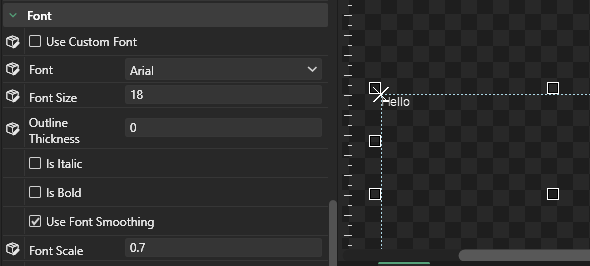 Font
Use Custom Font
Font Arial
Font Size 18
Outline
Thickness 0
Is Italic
Is Bold
Use Font Smoothing
Font Scale 0.7
Hello